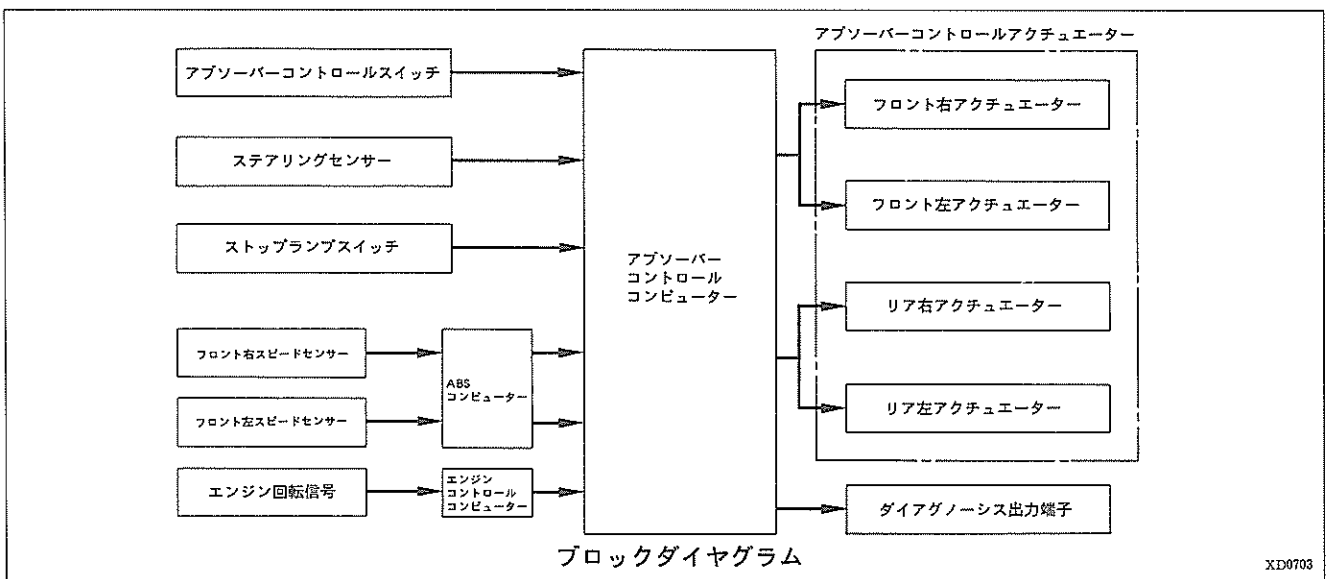 アブソーバーコントロールアクチュエーター
アブソーバーコントロールスイッチ
ステアリングセンサー
ストップランプスイッチ
フロント右スピードセンサー
フロント左スピードセンサー
エンジン回転信号
ABS
コンピューター
エンジン
コントロール
コンピューター
アブソーバー
コントロール
コンピューター
フロント右アクチュエーター
フロント左アクチュエーター
リア右アクチュエーター
リア左アクチュエーター
ダイアグノーシス出力端子
ブロックダイヤグラム
XD0703